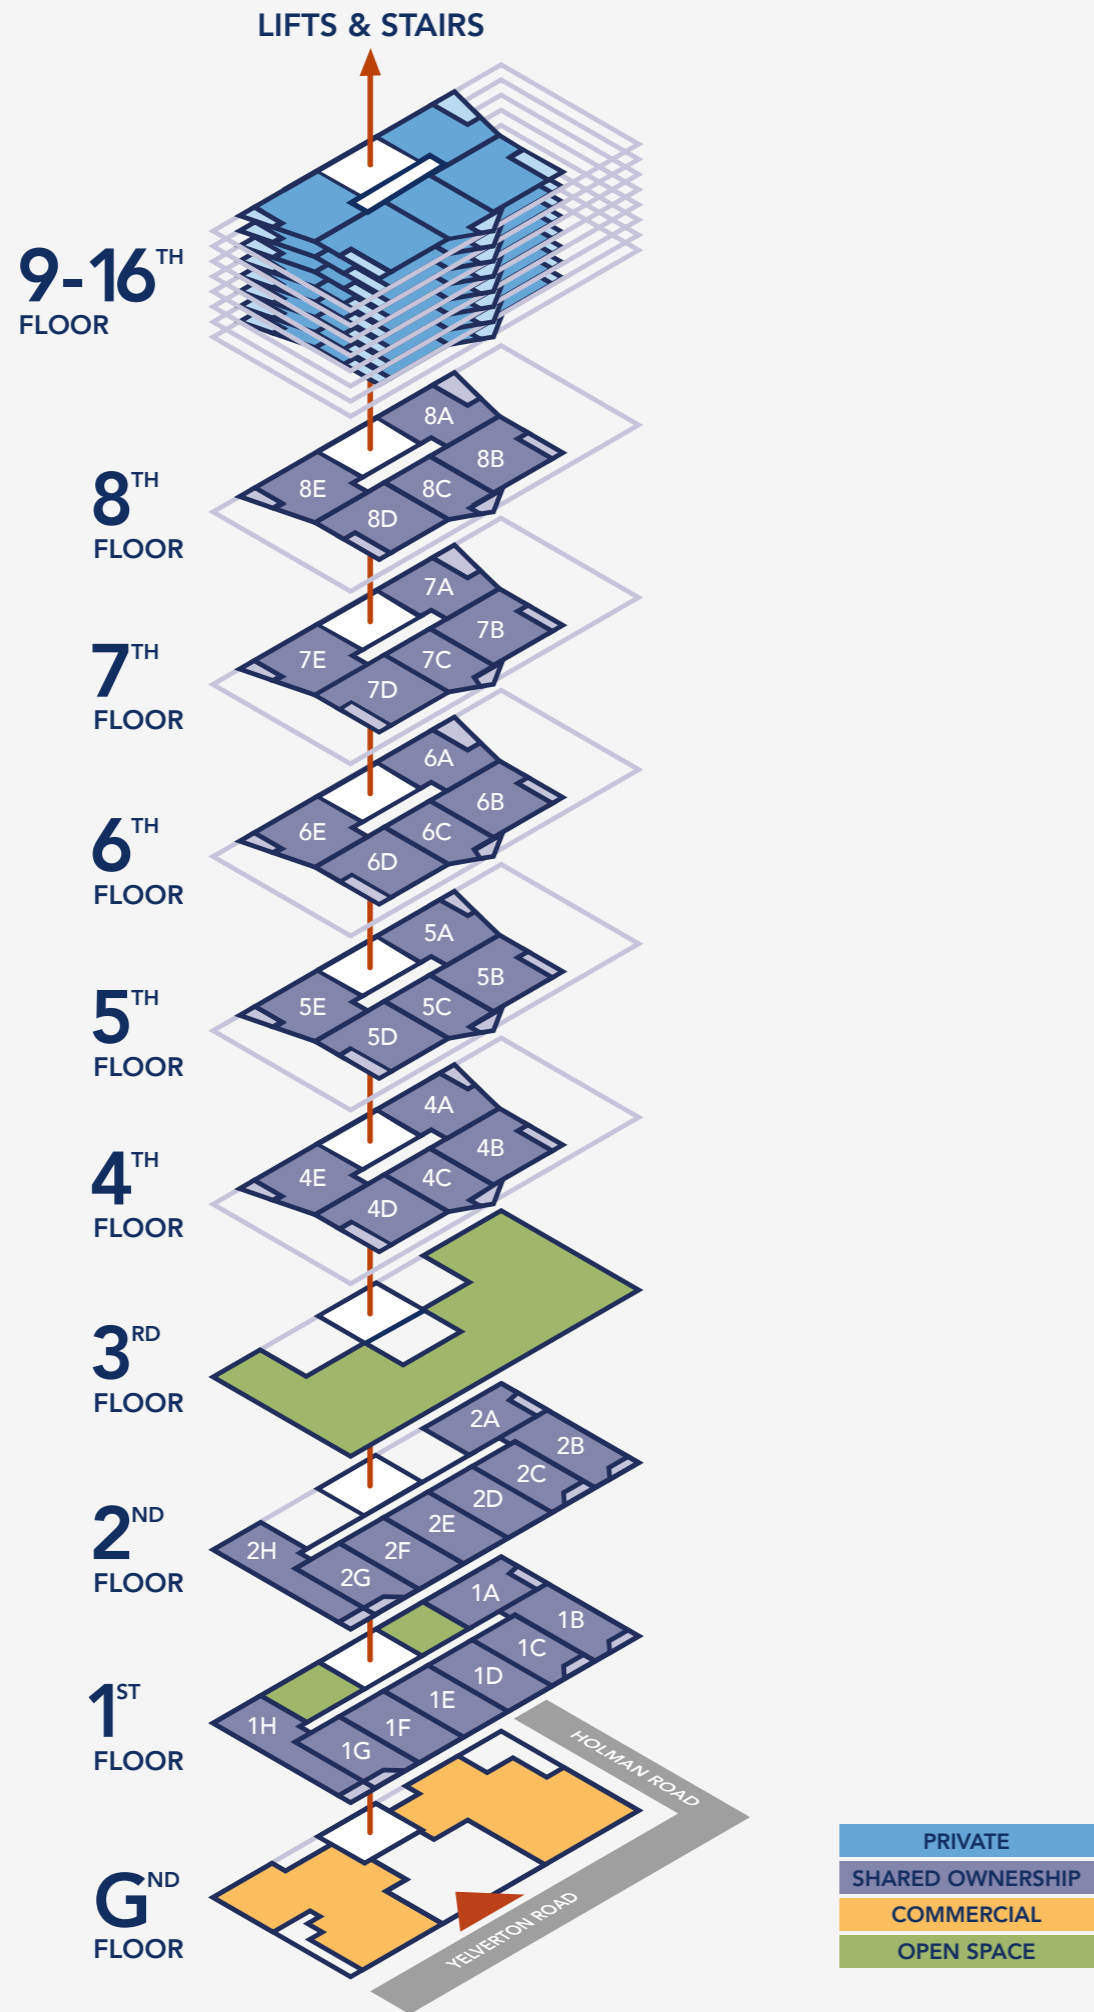 LIFTS & STAIRS
9-16TH
FLOOR
8A
8B
8C
8D
8E
8TH
FLOOR
7A
7B
7C
7D
7E
7TH
FLOOR
6A
6B
6C
6D
6E
6TH
FLOOR
5A
5B
5C
5D
5E
5TH
FLOOR
4A
4B
4C
4D
4E
4TH
FLOOR
3RD
FLOOR
2A
2B
2C
2D
2E
2F
2G
2H
2ND
FLOOR
1A
1B
1C
1D
1E
1F
1G
1H
1ST
FLOOR
HOLMAN ROAD
YELVERTON ROAD
GND
FLOOR
PRIVATE
SHARED OWNERSHIP
COMMERCIAL
OPEN SPACE